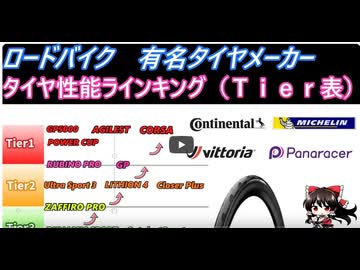 ロードバイク 有名タイヤメーカー
タイヤ性能ラインキング（Tier表）
Tier1
GP5000 AGILEST CORSA
POWER CUP
Continental
MICHELIN
RUBINO PRO GP
vittoria
Panaracer
Tier2
Ultra Sport 3 LITHION 4 Closer Plus
ZAFFIRO PRO